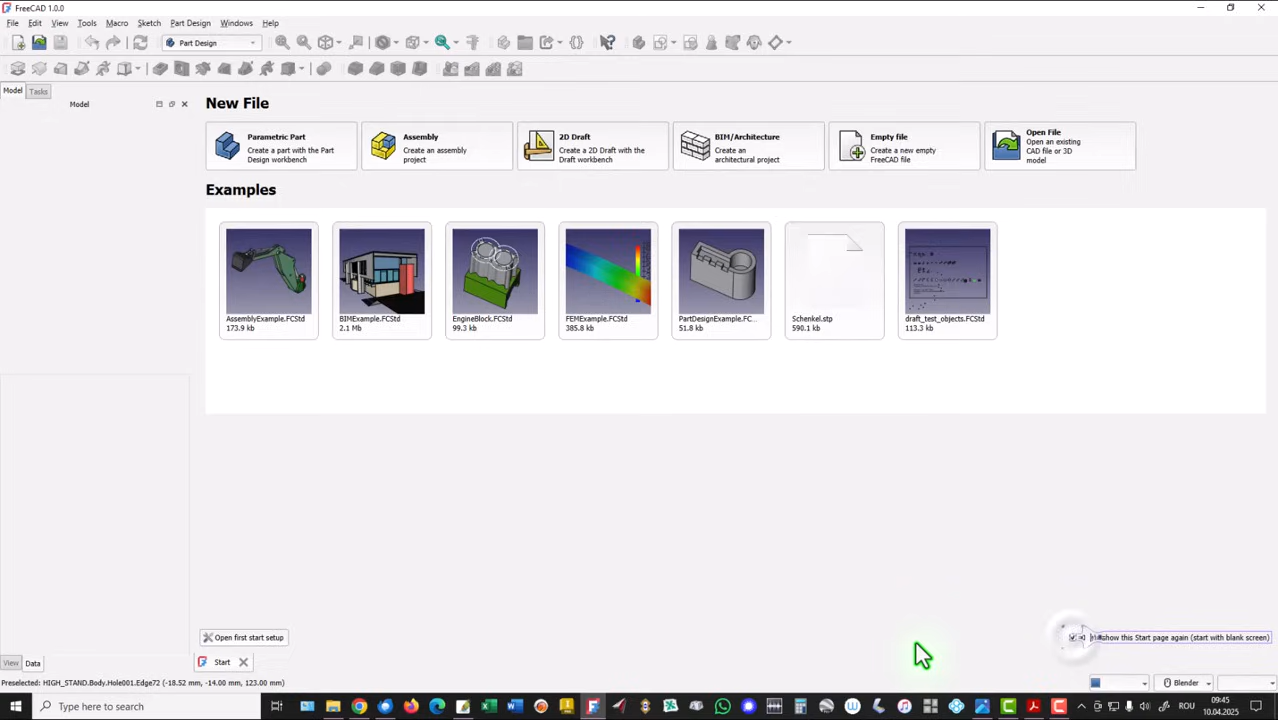 FreeCAD 1.0.0
File Edit View Tools Macro Sketch Part Design Windows Help
Part Design
Model Tasks
Model
New File
Parametric Part
Create a part with the Part
Design workbench
Assembly
Create an assembly
project
2D Draft
Create a 2D Draft with the
Draft workbench
BIM/Architecture
Create an
architectural project
Empty file
Create a new empty
FreeCAD file
Open File
Open an existing
CAD file or 3D
model
Examples
AssemblyExample.FCStd
173.9 kb
BIMExample.FCStd
2.1 Mb
EngineBlock.FCStd
99.3 kb
FEMExample.FCStd
385.8 kb
PartDesignExample.FC...
51.8 kb
Schenkel.stp
590.1 kb
draft_test_objects.FCStd
113.3 kb
Open first start setup
show this Start page again (start with blank screen)
View Data
Start
Preselected: HIGH_STAND.Body.Hole001.Edge72 (-18.52 mm, -14.00 mm, 123.00 mm)
Blender
Type here to search
ROU
09:45
10.04.2025